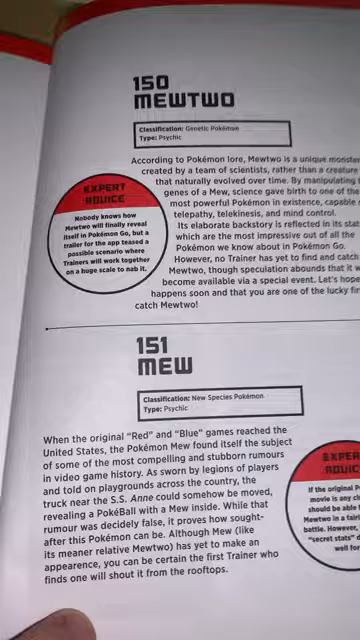 150
MEWTWO
Classification: Genetic Pokémon
Type: Psychic
According to Pokémon lore, Mewtwo is a unique monster
created by a team of scientists, rather than a creature
that naturally evolved over time. By manipulating
genes of a Mew, science gave birth to one of the
most powerful Pokémon in existence, capable
telepathy, telekinesis, and mind control.
Its elaborate backstory is reflected in its
which are the most impressive out of all the
Pokémon we know about in Pokémon Go.
However, no Trainer has yet to find and catch
Mewtwo, though speculation abounds that it
become available via a special event. Let's hope
happens soon and that you are one of the lucky
catch Mewtwo!
EXPERT
ADVICE
Nobody knows how
Mewtwo will finally reveal
itself in Pokémon Go, but a
trailer for the app teased a
possible scenario where
Trainers will work together
on a huge scale to nab it.
151
MEW
Classification: New Species Pokémon
Type: Psychic
When the original "Red" and "Blue" games reached the
United States, the Pokémon Mew found itself the subject
of some of the most compelling and stubborn rumours
in video game history. As sworn by legions of players
and told on playgrounds across the country, the
truck near the S.S. Anne could somehow be moved,
revealing a PokéBall with a Mew inside. While that
rumour was decidely false, it proves how sought-
after this Pokémon can be. Although Mew (like
its meaner relative Mewtwo) has yet to make an
appearence, you can be certain the first Trainer who
finds one will shout it from the rooftops.
If the original
movie is any
should be able
Mewtwo in a
battle. However,
"secret stats"
well for